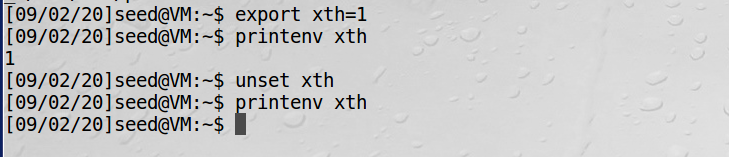 [09/02/20]seed@VM:~$ export xth=1
[09/02/20]seed@VM:~$ printenv xth
1
[09/02/20]seed@VM:~$ unset xth
[09/02/20]seed@VM:~$ printenv xth
[09/02/20]seed@VM:~$